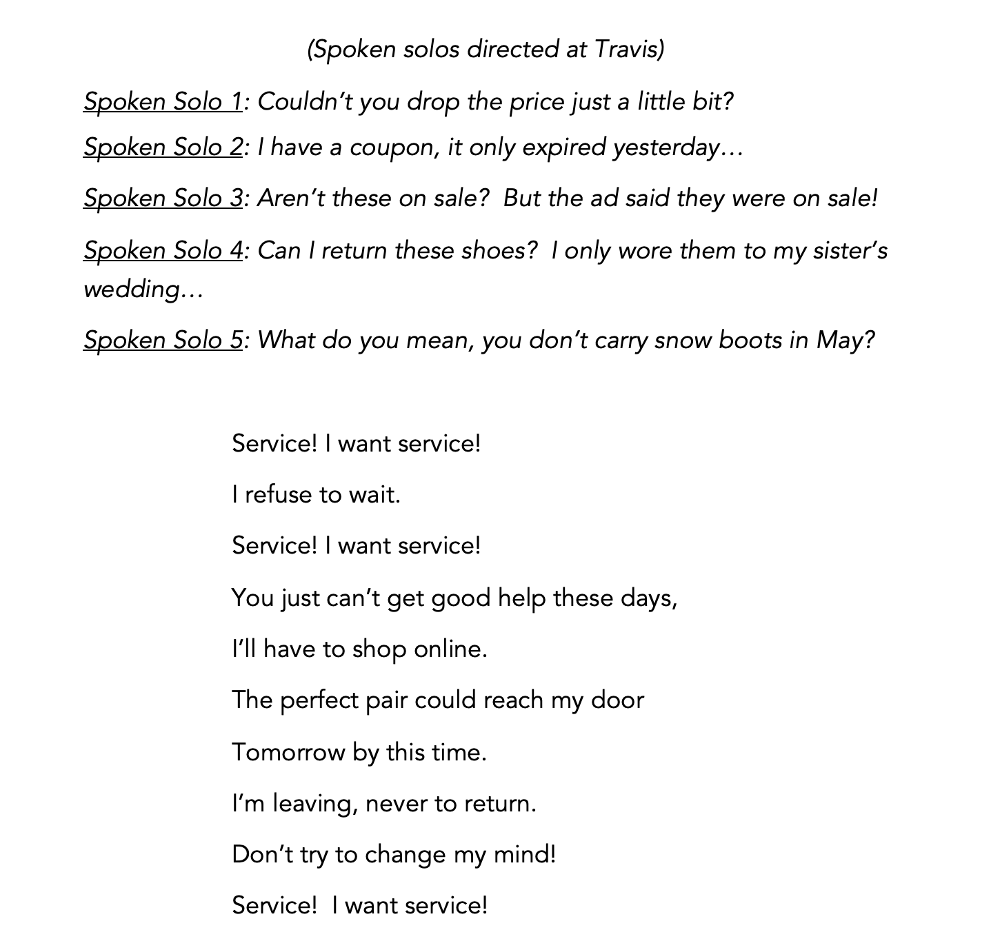 (Spoken solos directed at Travis)
Spoken Solo 1: Couldn’t you drop the price just a little bit?
Spoken Solo 2: I have a coupon, it only expired yesterday…
Spoken Solo 3: Aren’t these on sale?  But the ad said they were on sale!
Spoken Solo 4: Can I return these shoes?  I only wore them to my sister’s
wedding…
Spoken Solo 5: What do you mean, you don’t carry snow boots in May?
Service! I want service!
I refuse to wait.
Service! I want service!
You just can’t get good help these days,
I’ll have to shop online.
The perfect pair could reach my door
Tomorrow by this time.
I’m leaving, never to return.
Don’t try to change my mind!
Service!  I want service!